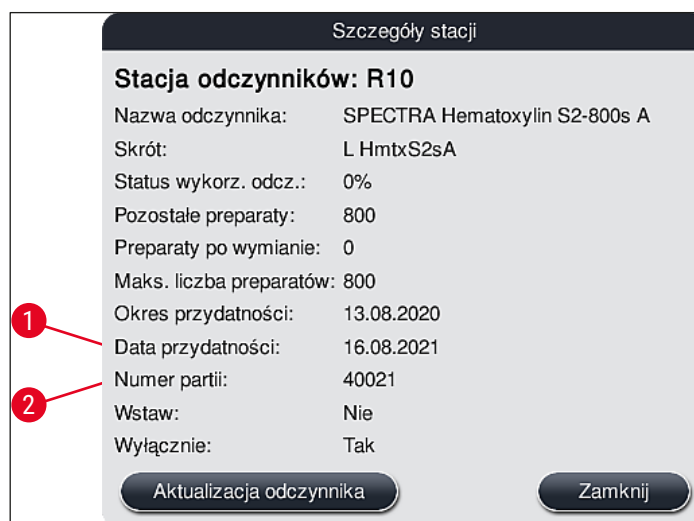 Szczegóły stacji
Stacja odczynników: R10
Nazwa odczynnika: SPECTRA Hematoxylin S2-800s A
Skrót: L HmtxS2sA
Status wykorz. odcz.: 0%
Pozostałe preparaty: 800
Preparaty po wymianie: 0
Maks. liczba preparatów: 800
Okres przydatności: 13.08.2020
1
Data przydatności: 16.08.2021
Numer partii: 40021
2
Wstaw: Nie
Wyłącznie: Tak
Aktualizacja odczynnika Zamknij